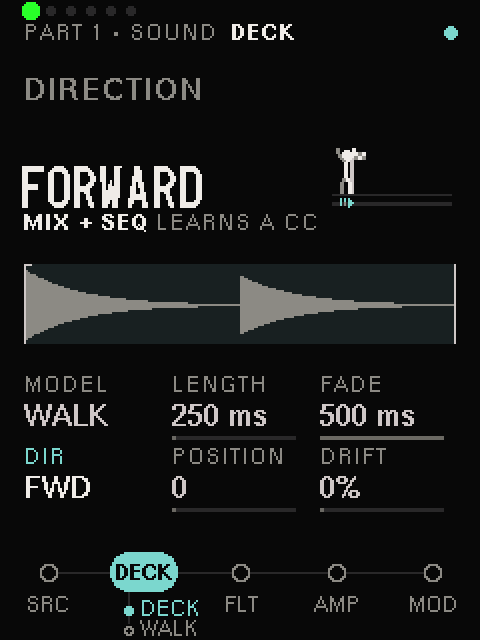 PART 1 · SOUND DECK
DIRECTION
FORWARD
MIX + SEQ LEARNS A CC
MODEL LENGTH FADE
WALK 250 ms 500 ms
DIR POSITION DRIFT
FWD 0 0%
DECK
SRC DECK FLT AMP MOD
WALK